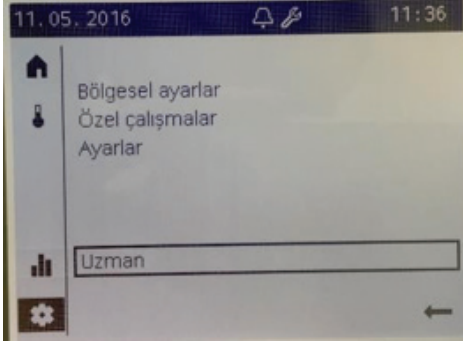 11.05.2016 11:36
Bölgesel ayarlar
Özel çalışmalar
Ayarlar
Uzman